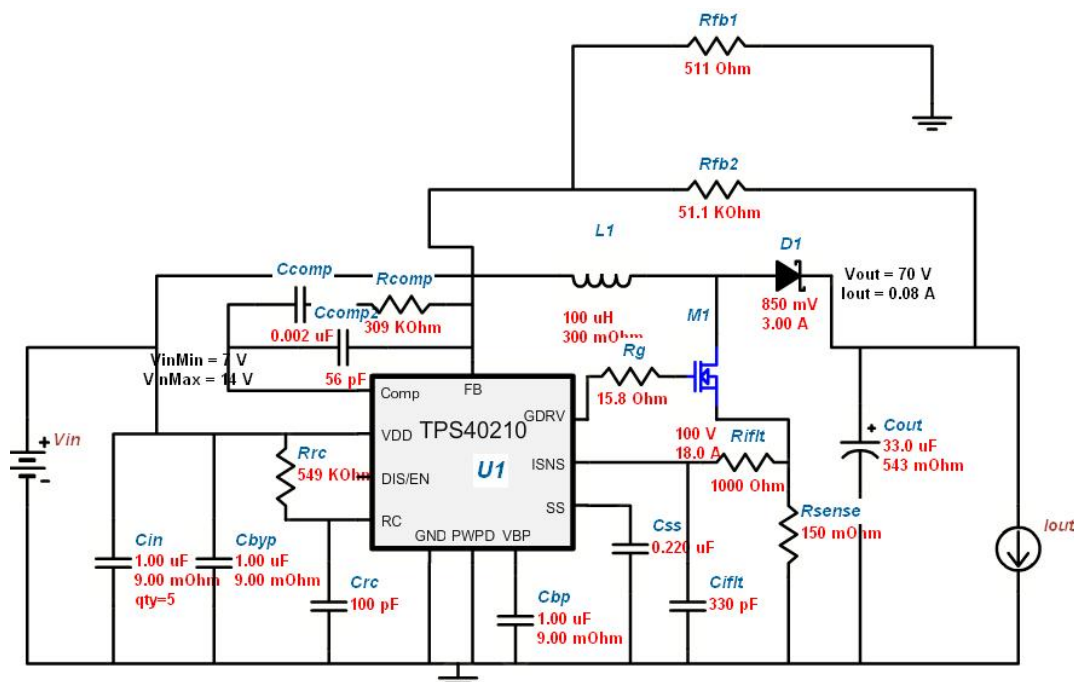 Rfb1
511 Ohm
Rfb2
51.1 KOhm
L1
D1
Ccomp
Rcomp
Vout = 70 V
Iout = 0.08 A
850 mV
3.00 A
Ccomp2
0.002 uF
309 KOhm
100 uH
300 mOhm
M1
VinMin = 7 V
VinMax = 14 V
56 pF
Rg
15.8 Ohm
Comp
FB
GDRV
TPS40210
VDD
U1
ISNS
DIS/EN
SS
RC
GND
PWPD
VBP
Vin
+
-
Rrc
549 KOhm
100 V
18.0 A
Riflt
1000 Ohm
+
Cout
33.0 uF
543 mOhm
Rsense
150 mOhm
Iout
Cin
1.00 uF
9.00 mOhm
qty=5
Cbyp
1.00 uF
9.00 mOhm
Crc
100 pF
Cbp
1.00 uF
9.00 mOhm
Css
0.220 uF
Ciflt
330 pF